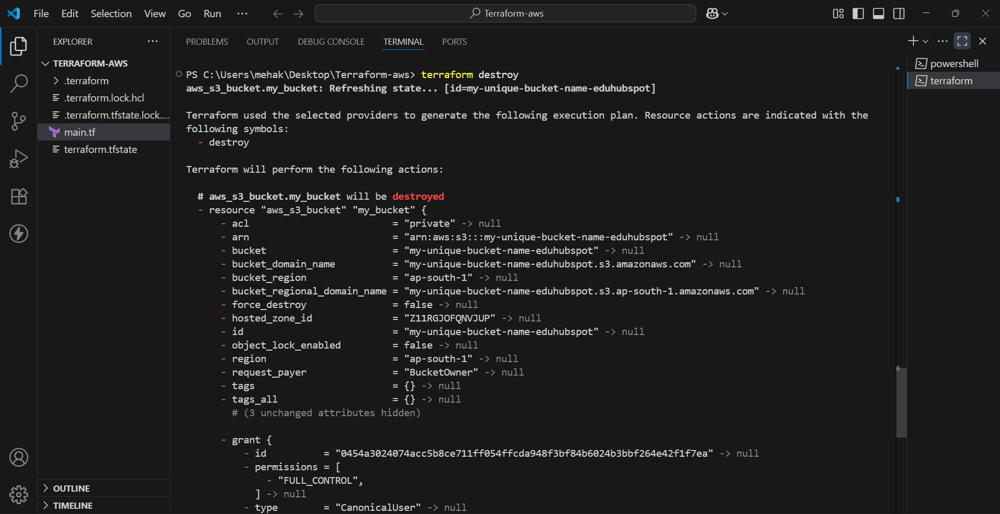 File Edit Selection View Go Run ··· Terraform-aws
EXPLORER ···
TERRAFORM-AWS
.terraform
.terraform.lock.hcl
.terraform.tfstate.lock....
main.tf
terraform.tfstate
OUTLINE
TIMELINE
PROBLEMS OUTPUT DEBUG CONSOLE TERMINAL PORTS
PS C:\Users\mehak\Desktop\Terraform-aws> terraform destroy
aws_s3_bucket.my_bucket: Refreshing state... [id=my-unique-bucket-name-eduhubspot]
Terraform used the selected providers to generate the following execution plan. Resource actions are indicated with the
following symbols:
- destroy
Terraform will perform the following actions:
# aws_s3_bucket.my_bucket will be destroyed
- resource "aws_s3_bucket" "my_bucket" {
- acl = "private" -> null
- arn = "arn:aws:s3:::my-unique-bucket-name-eduhubspot" -> null
- bucket = "my-unique-bucket-name-eduhubspot" -> null
- bucket_domain_name = "my-unique-bucket-name-eduhubspot.s3.amazonaws.com" -> null
- bucket_region = "ap-south-1" -> null
- bucket_regional_domain_name = "my-unique-bucket-name-eduhubspot.s3.ap-south-1.amazonaws.com" -> null
- force_destroy = false -> null
- hosted_zone_id = "Z11RGJOFQNVJUP" -> null
- id = "my-unique-bucket-name-eduhubspot" -> null
- object_lock_enabled = false -> null
- region = "ap-south-1" -> null
- request_payer = "BucketOwner" -> null
- tags = {} -> null
- tags_all = {} -> null
# (3 unchanged attributes hidden)
- grant {
- id = "0454a3024074acc5b8ce711ff054ffcda948f3bf84b6024b3bbf264e42f1f7ea" -> null
- permissions = [
- "FULL_CONTROL",
] -> null
- type = "CanonicalUser" -> null
powershell
terraform